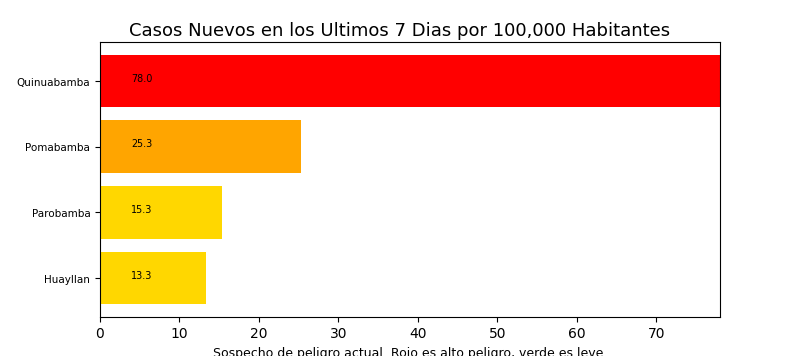 Casos Nuevos en los Ultimos 7 Dias por 100,000 Habitantes
Quinuabamba 78.0
Pomabamba 25.3
Parobamba 15.3
Huayllan 13.3
0 10 20 30 40 50 60 70
Sospecho de peligro actual. Rojo es alto peligro, verde es leve